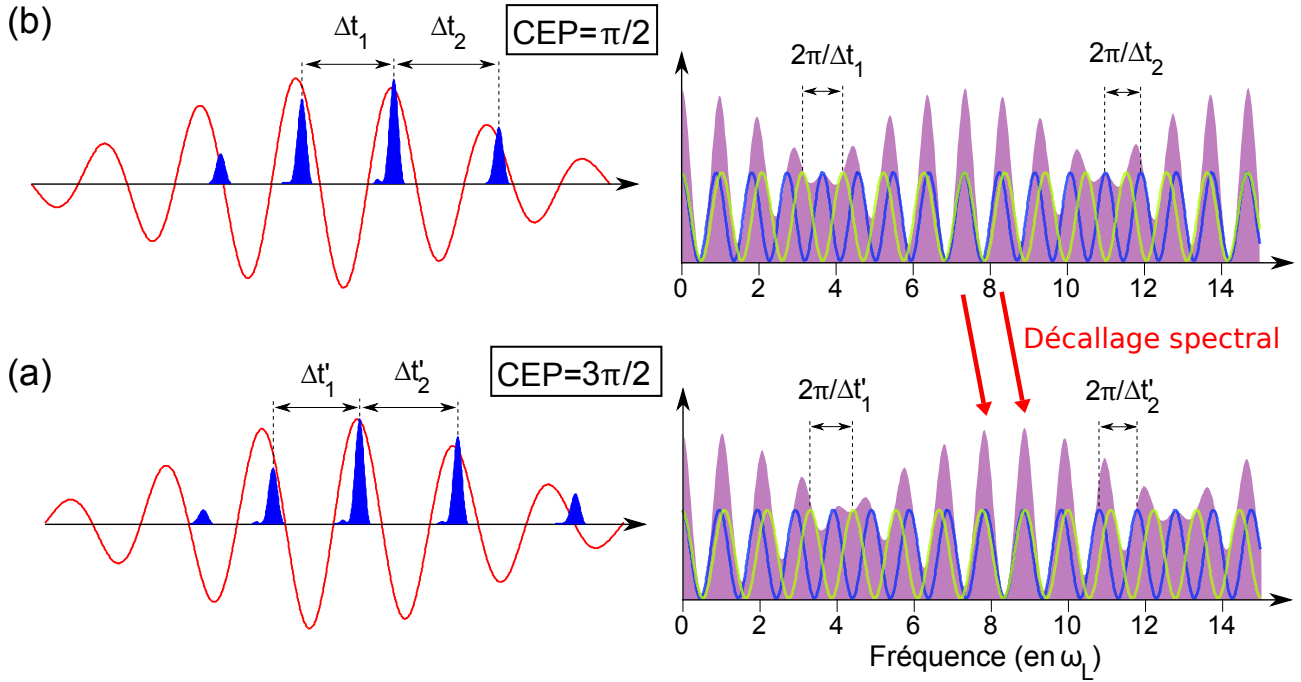 (b)
Δt₁
Δt₂
CEP=π/2
2π/Δt₁
2π/Δt₂
0 2 4 6 8 10 12 14
Décallage spectral
(a)
Δt'₁
Δt'₂
CEP=3π/2
2π/Δt'₁
2π/Δt'₂
0 2 4 6 8 10 12 14
Fréquence (en ω_L)